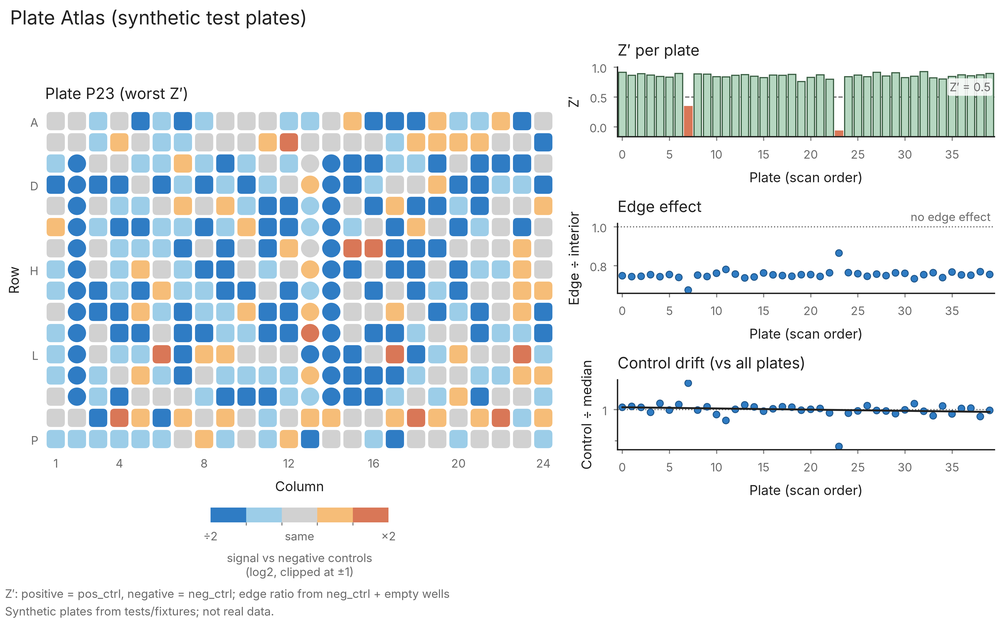 Plate Atlas (synthetic test plates)
Plate P23 (worst Z′)
A
D
H
L
P
Row
1 4 8 12 16 20 24
Column
÷2 same ×2
signal vs negative controls
(log2, clipped at ±1)
Z′: positive = pos_ctrl, negative = neg_ctrl; edge ratio from neg_ctrl + empty wells
Synthetic plates from tests/fixtures; not real data.
Z′ per plate
1.0
0.5
0.0
Z′
Z′ = 0.5
0 5 10 15 20 25 30 35
Plate (scan order)
Edge effect
no edge effect
1.0
0.8
Edge ÷ interior
0 5 10 15 20 25 30 35
Plate (scan order)
Control drift (vs all plates)
1
Control ÷ median
0 5 10 15 20 25 30 35
Plate (scan order)